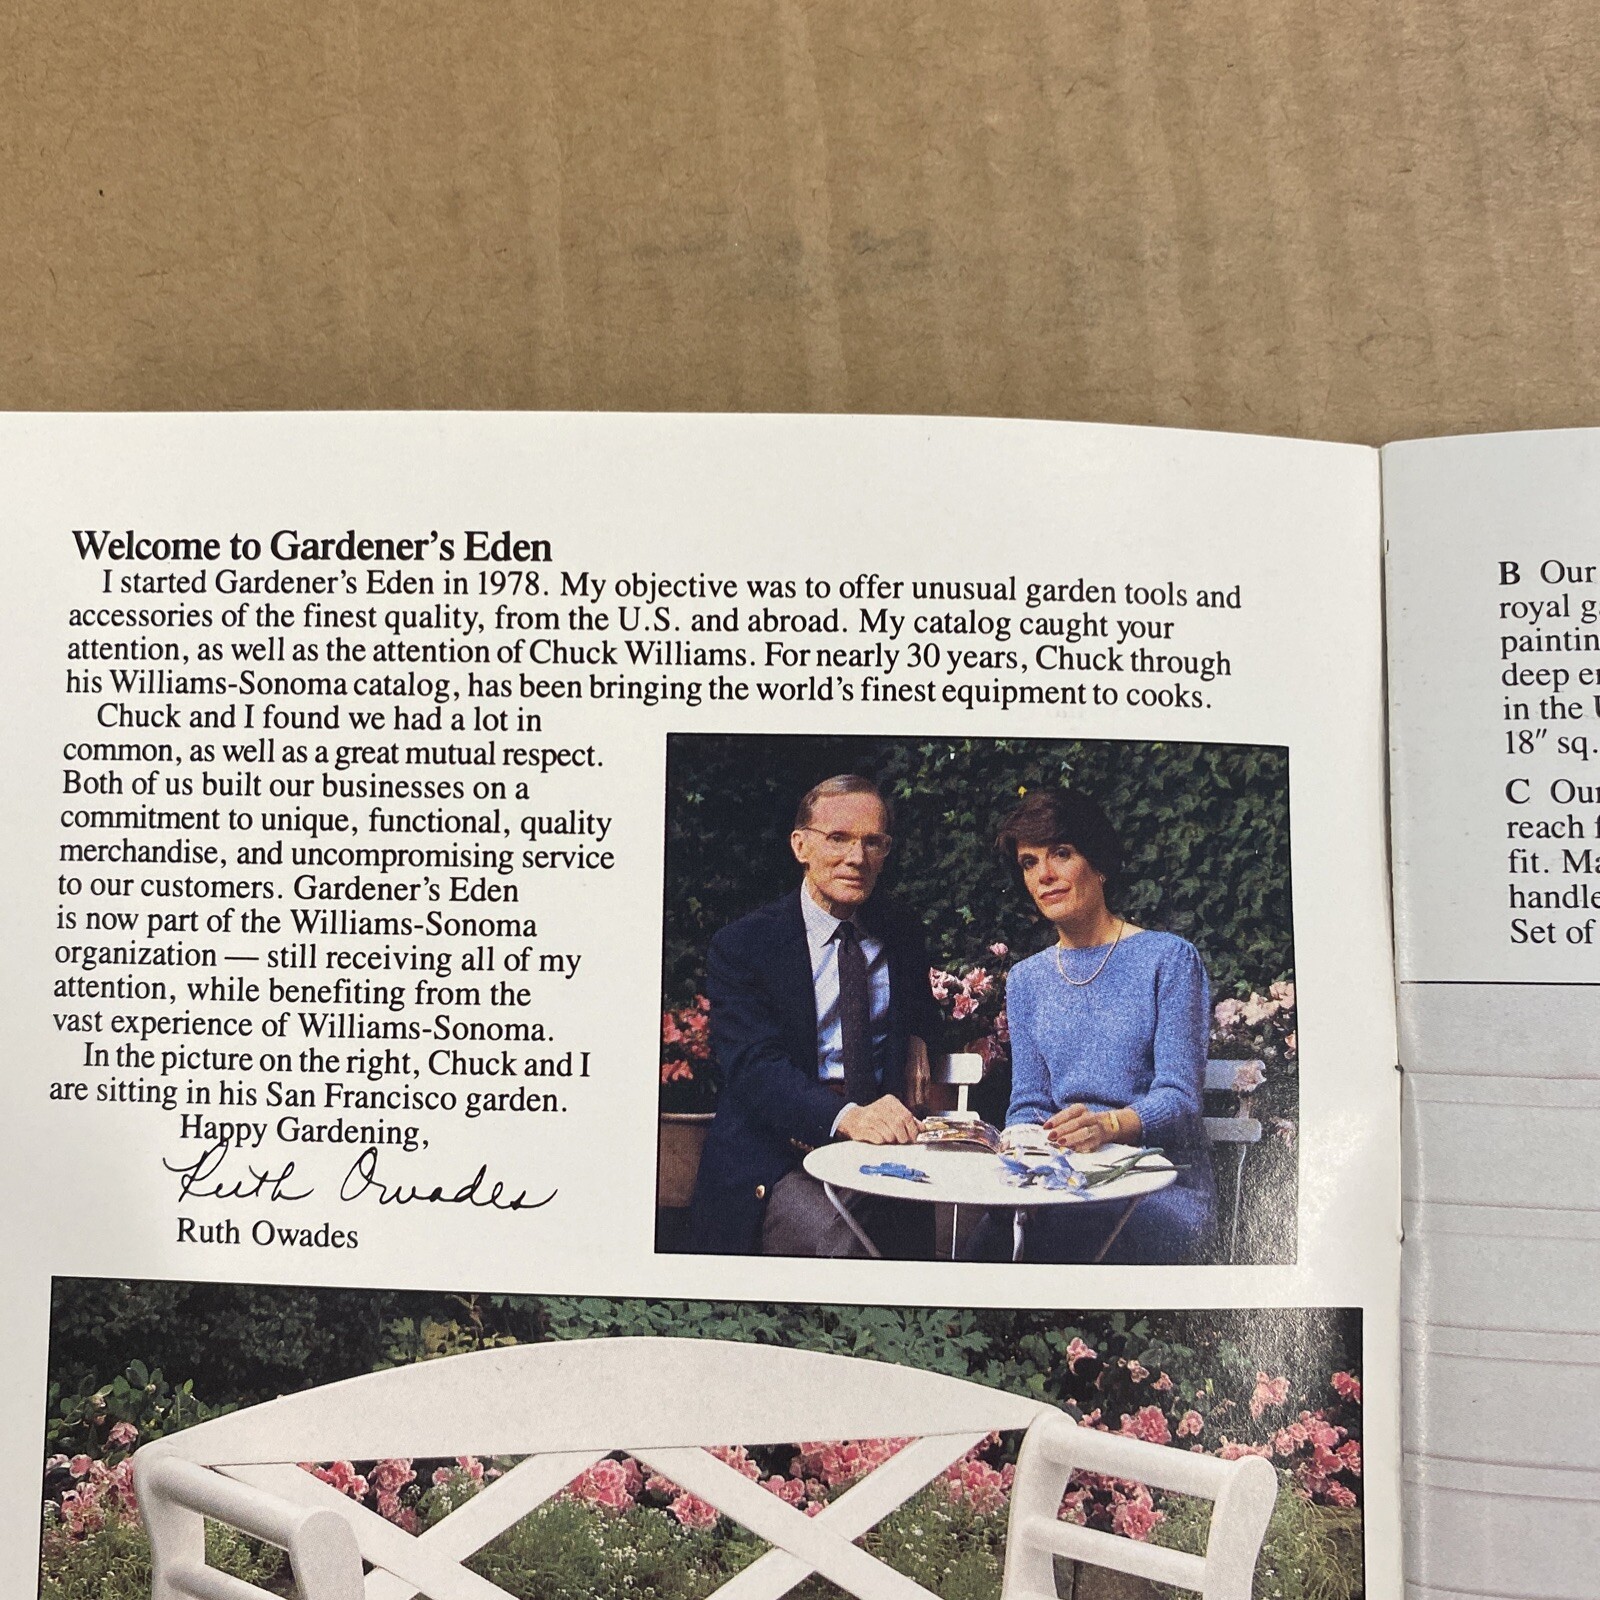 Welcome to Gardener's Eden
I started Gardener's Eden in 1978. My objective was to offer unusual garden tools and
accessories of the finest quality, from the U.S. and abroad. My catalog caught your
attention, as well as the attention of Chuck Williams. For nearly 30 years, Chuck through
his Williams-Sonoma catalog, has been bringing the world's finest equipment to cooks.
Chuck and I found we had a lot in
common, as well as a great mutual respect.
Both of us built our businesses on a
commitment to unique, functional, quality
merchandise, and uncompromising service
to our customers. Gardener's Eden
is now part of the Williams-Sonoma
organization — still receiving all of my
attention, while benefiting from the
vast experience of Williams-Sonoma.
In the picture on the right, Chuck and I
are sitting in his San Francisco garden.
Happy Gardening,
Ruth Owades
Ruth Owades
B Our
royal
deep
in the
18" sq.
C
reach
fit.
Set of